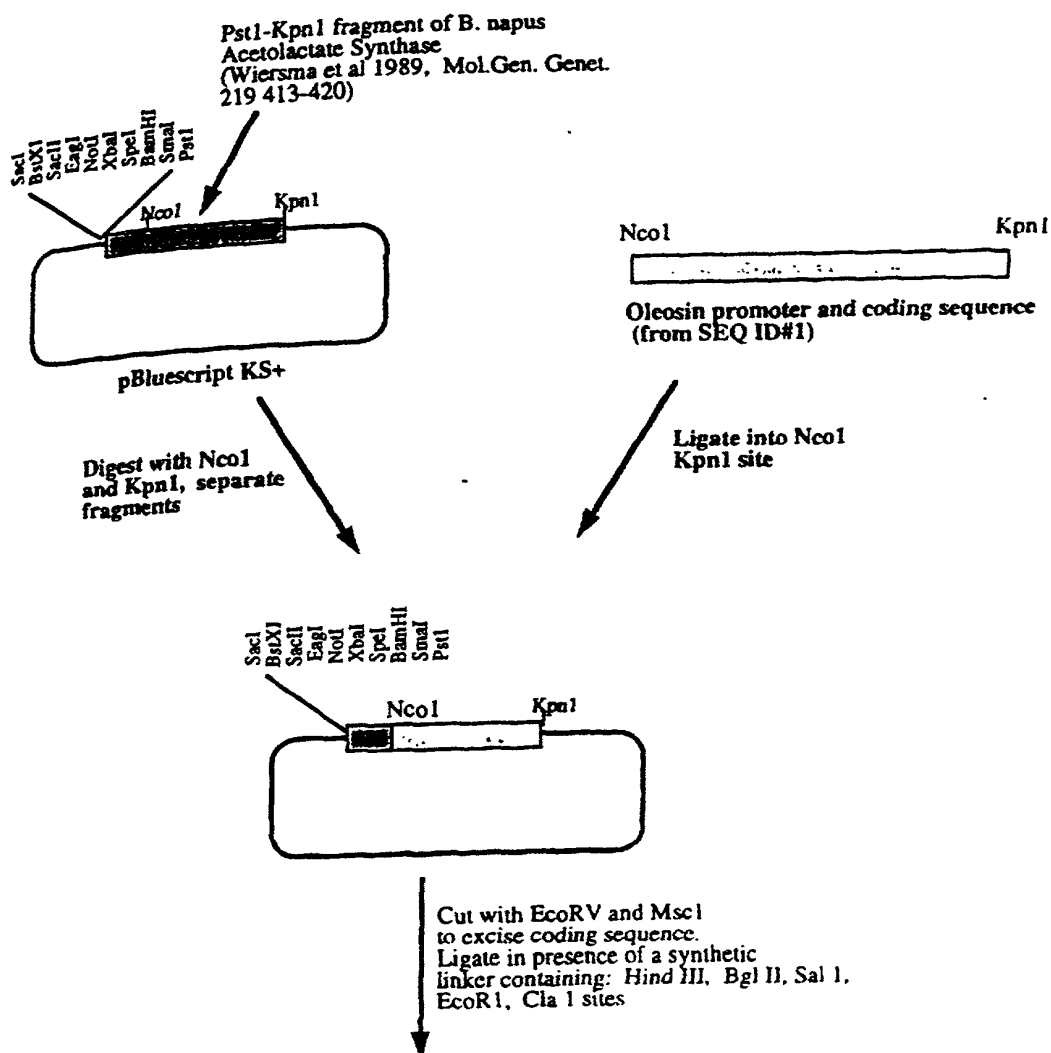 Pst1-Kpn1 fragment of B. napus
Acetolactate Synthase
(Wiersma et al 1989, Mol.Gen. Genet.
219 413-420)
SacI
BstXI
SacII
EagI
NotI
XbaI
SpeI
BamHI
SmaI
PstI
Nco1
Kpn1
pBluescript KS+
Nco1
Kpn1
Oleosin promoter and coding sequence
(from SEQ ID#1)
Digest with Nco1
and Kpn1, separate
fragments
Ligate into Nco1
Kpn1 site
SacI
BstXI
SacII
EagI
NotI
XbaI
SpeI
BamHI
SmaI
PstI
Nco1
Kpn1
Cut with EcoRV and Msc1
to excise coding sequence.
Ligate in presence of a synthetic
linker containing: Hind III, Bgl II, Sal 1,
EcoR1, Cla 1 sites